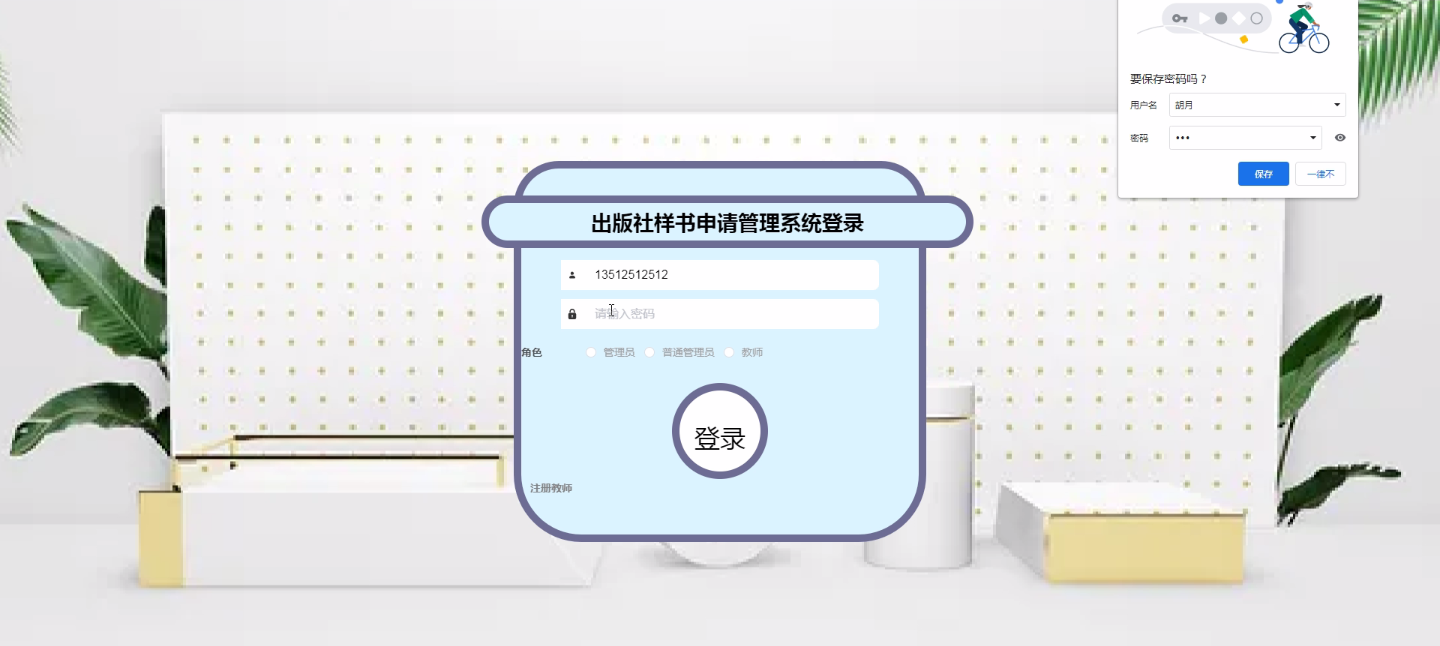 要保存密码吗？
用户名 胡月
密码 •••
保存 一律不
出版社样书申请管理系统登录
13512512512
请输入密码
角色 管理员 普通管理员 教师
登录
注册教师